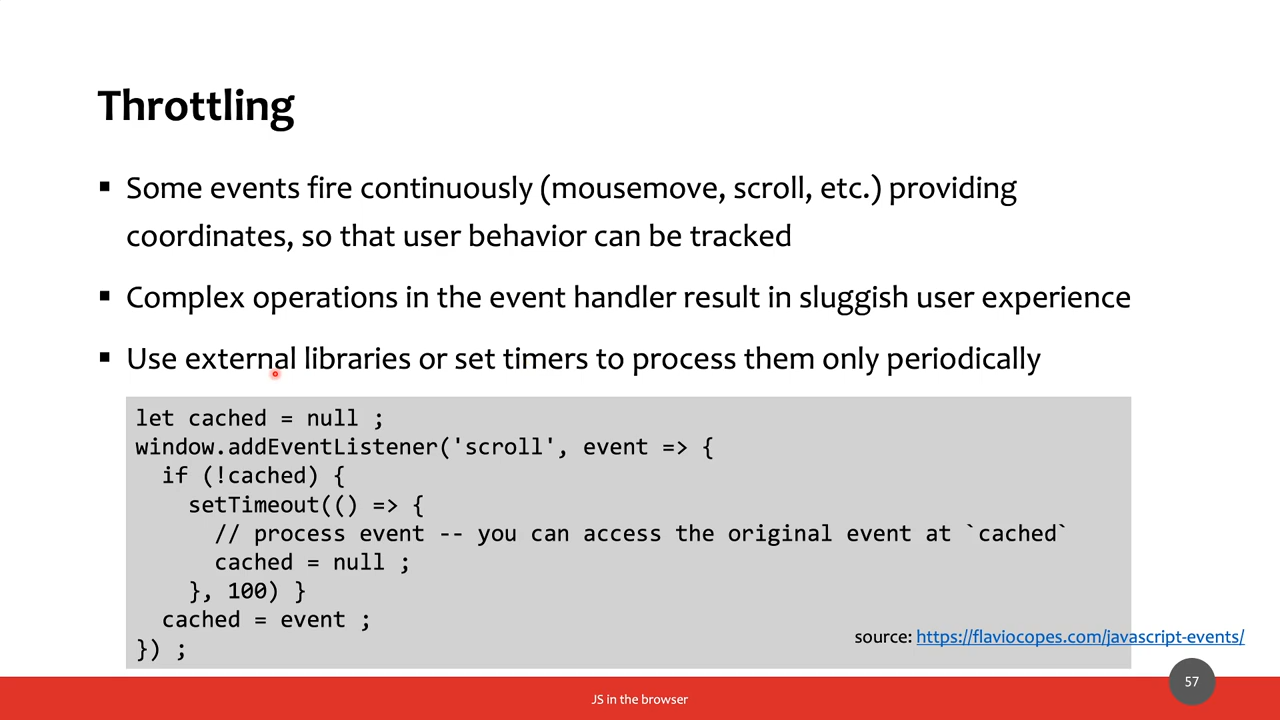 Throttling
▪ Some events fire continuously (mousemove, scroll, etc.) providing
coordinates, so that user behavior can be tracked
▪ Complex operations in the event handler result in sluggish user experience
▪ Use external libraries or set timers to process them only periodically
let cached = null ;
window.addEventListener('scroll', event => {
  if (!cached) {
    setTimeout(() => {
      // process event -- you can access the original event at `cached`
      cached = null ;
    }, 100) }
  cached = event ;
}) ;
source: https://flaviocopes.com/javascript-events/
57
JS in the browser